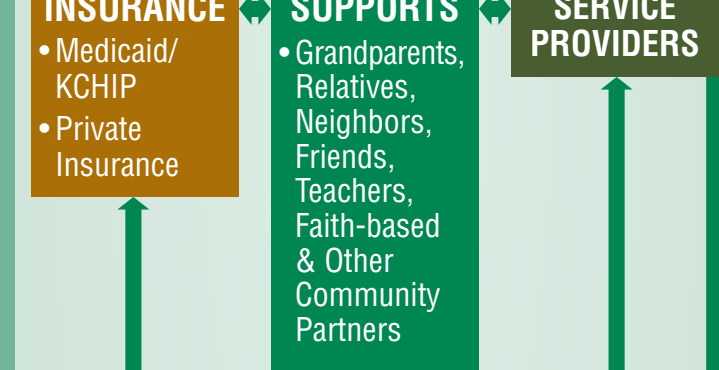 INSURANCE
• Medicaid/
KCHIP
• Private
Insurance
SUPPORTS
• Grandparents,
Relatives,
Neighbors,
Friends,
Teachers,
Faith-based
& Other
Community
Partners
SERVICE
PROVIDERS